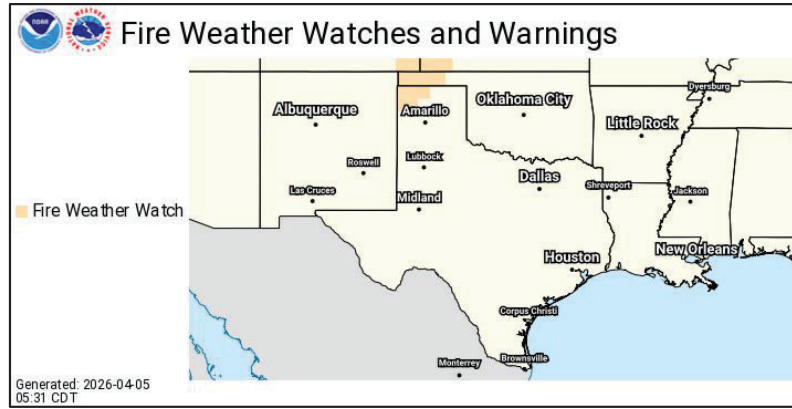 Fire Weather Watches and Warnings
Dyersburg
Oklahoma City
Albuquerque
Amarillo
Little Rock
Roswell
Lubbock
Dallas
Las Cruces
Midland
Shreveport
Jackson
Fire Weather Watch
New Orleans
Houston
Corpus Christi
Brownsville
Monterrey
Generated: 2026-04-05
05:31 CDT